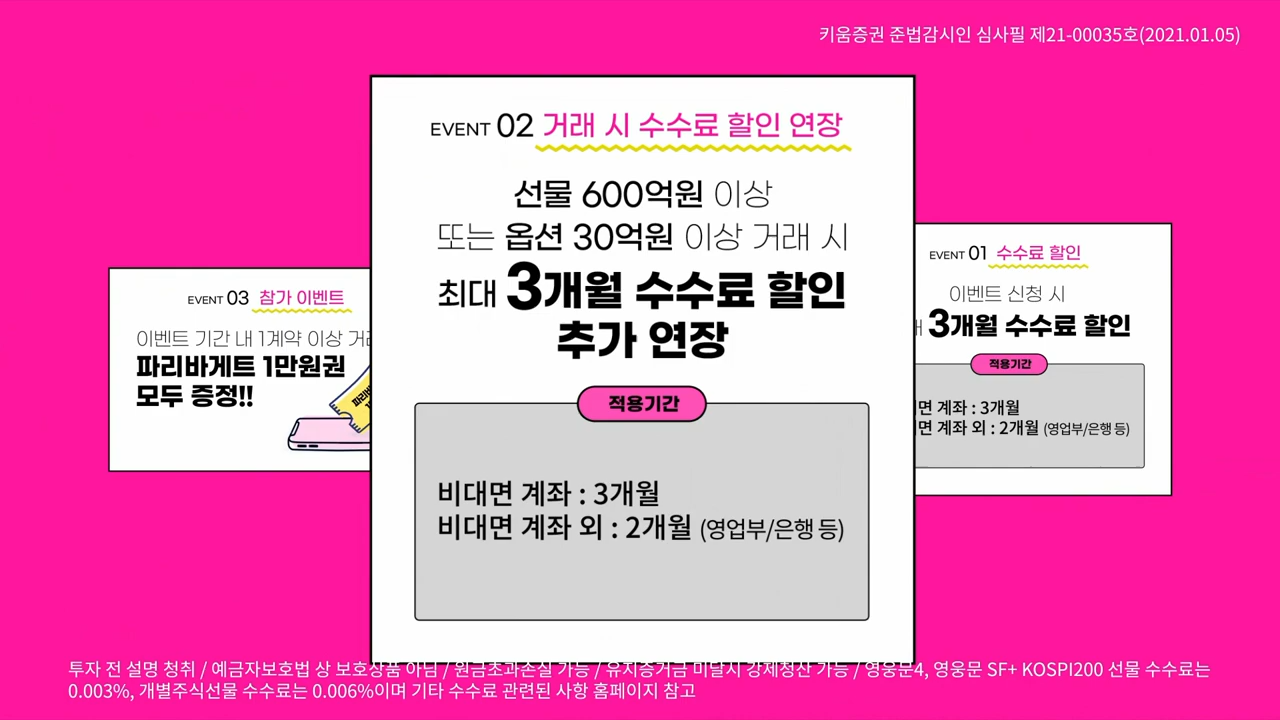 키움증권 준법감시인 심사필 제21-00035호(2021.01.05)
EVENT 02 거래 시 수수료 할인 연장
선물 600억원 이상
또는 옵션 30억원 이상 거래 시
최대 3개월 수수료 할인
추가 연장
적용기간
비대면 계좌 : 3개월
비대면 계좌 외 : 2개월 (영업부/은행 등)
EVENT 03 참가 이벤트
이벤트 기간 내 1계약 이상
파리바게트 1만원권
모두 증정!!
EVENT 01 수수료 할인
이벤트 신청 시
3개월 수수료 할인
적용기간
면 계좌 : 3개월
면 계좌 외 : 2개월 (영업부/은행 등)
투자 전 설명 청취 / 예금자보호법 상 보호상품 아님 / 원금초과손실 가능 / 유지증거금 미달시 강제청산 가능 / 영웅문4, 영웅문 SF+ KOSPI200 선물 수수료는
0.003%, 개별주식선물 수수료는 0.006%이며 기타 수수료 관련된 사항 홈페이지 참고